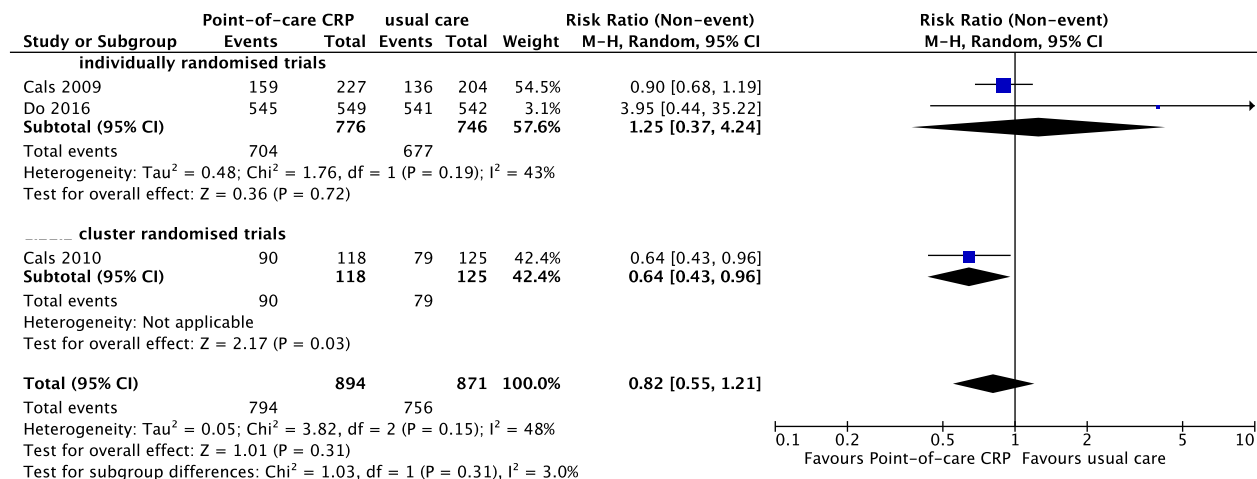 Point-of-care CRP usual care Risk Ratio (Non-event) Risk Ratio (Non-event)
Study or Subgroup Events Total Events Total Weight M-H, Random, 95% CI M-H, Random, 95% CI
individually randomised trials
Cals 2009 159 227 136 204 54.5% 0.90 [0.68, 1.19]
Do 2016 545 549 541 542 3.1% 3.95 [0.44, 35.22]
Subtotal (95% CI) 776 746 57.6% 1.25 [0.37, 4.24]
Total events 704 677
Heterogeneity: Tau² = 0.48; Chi² = 1.76, df = 1 (P = 0.19); I² = 43%
Test for overall effect: Z = 0.36 (P = 0.72)
cluster randomised trials
Cals 2010 90 118 79 125 42.4% 0.64 [0.43, 0.96]
Subtotal (95% CI) 118 125 42.4% 0.64 [0.43, 0.96]
Total events 90 79
Heterogeneity: Not applicable
Test for overall effect: Z = 2.17 (P = 0.03)
Total (95% CI) 894 871 100.0% 0.82 [0.55, 1.21]
Total events 794 756
Heterogeneity: Tau² = 0.05; Chi² = 3.82, df = 2 (P = 0.15); I² = 48%
Test for overall effect: Z = 1.01 (P = 0.31)
Test for subgroup differences: Chi² = 1.03, df = 1 (P = 0.31), I² = 3.0%
0.1 0.2 0.5 1 2 5 10
Favours Point-of-care CRP Favours usual care